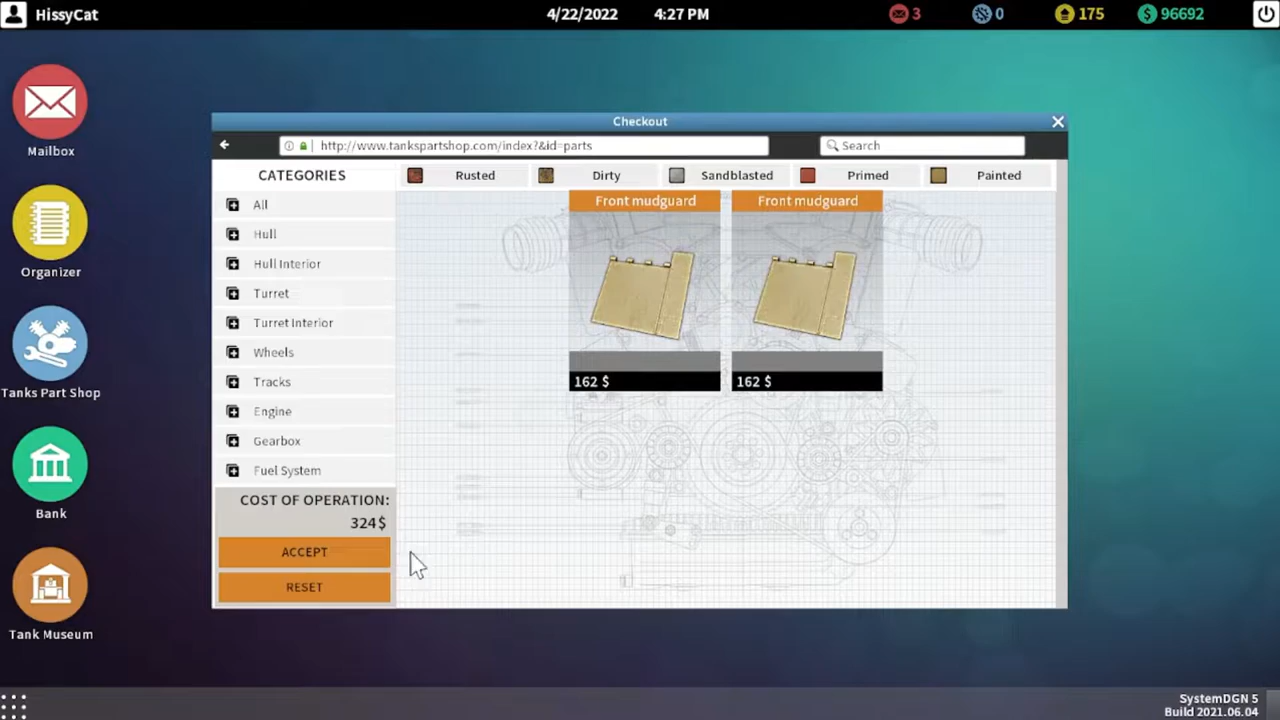 HissyCat
4/22/2022 4:27 PM
3 0 175 96692
Mailbox
Organizer
Tanks Part Shop
Bank
Tank Museum
Checkout
http://www.tankspartshop.com/index?&id=parts
Search
CATEGORIES
Rusted Dirty Sandblasted Primed Painted
All
Hull
Hull Interior
Turret
Turret Interior
Wheels
Tracks
Engine
Gearbox
Fuel System
Front mudguard
162 $
Front mudguard
162 $
COST OF OPERATION:
324$
ACCEPT
RESET
SystemDGN 5
Build 2021.06.04